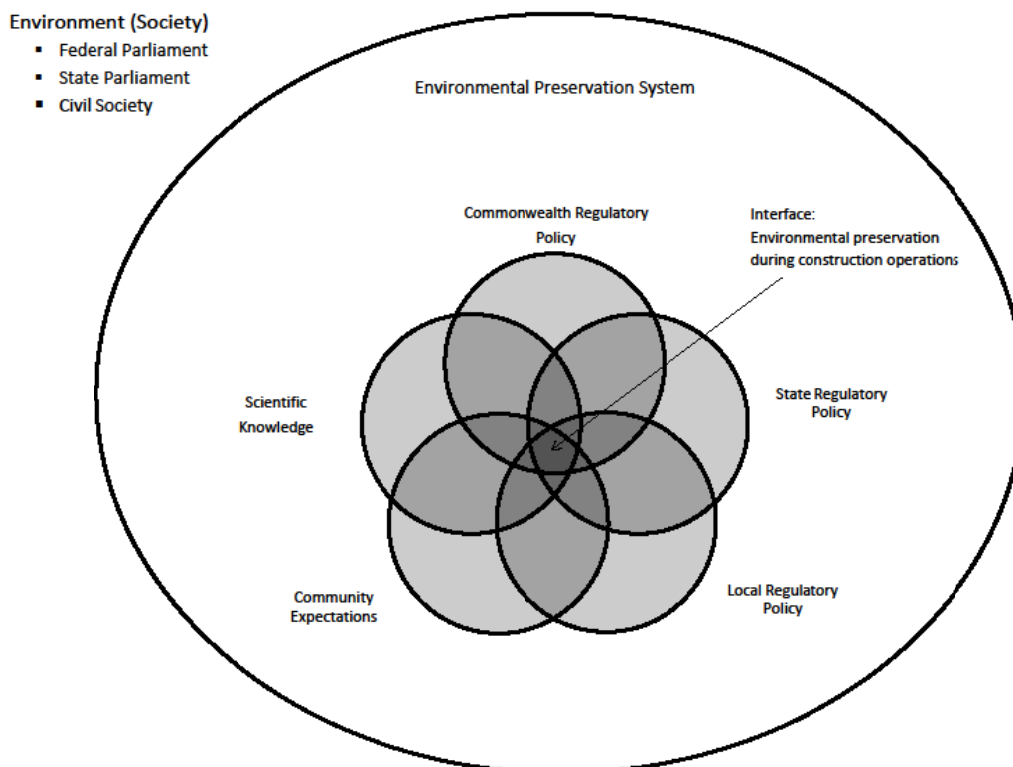 Environment (Society)
▪ Federal Parliament
▪ State Parliament
▪ Civil Society
Environmental Preservation System
Commonwealth Regulatory
Policy
Interface:
Environmental preservation
during construction operations
Scientific
Knowledge
State Regulatory
Policy
Community
Expectations
Local Regulatory
Policy